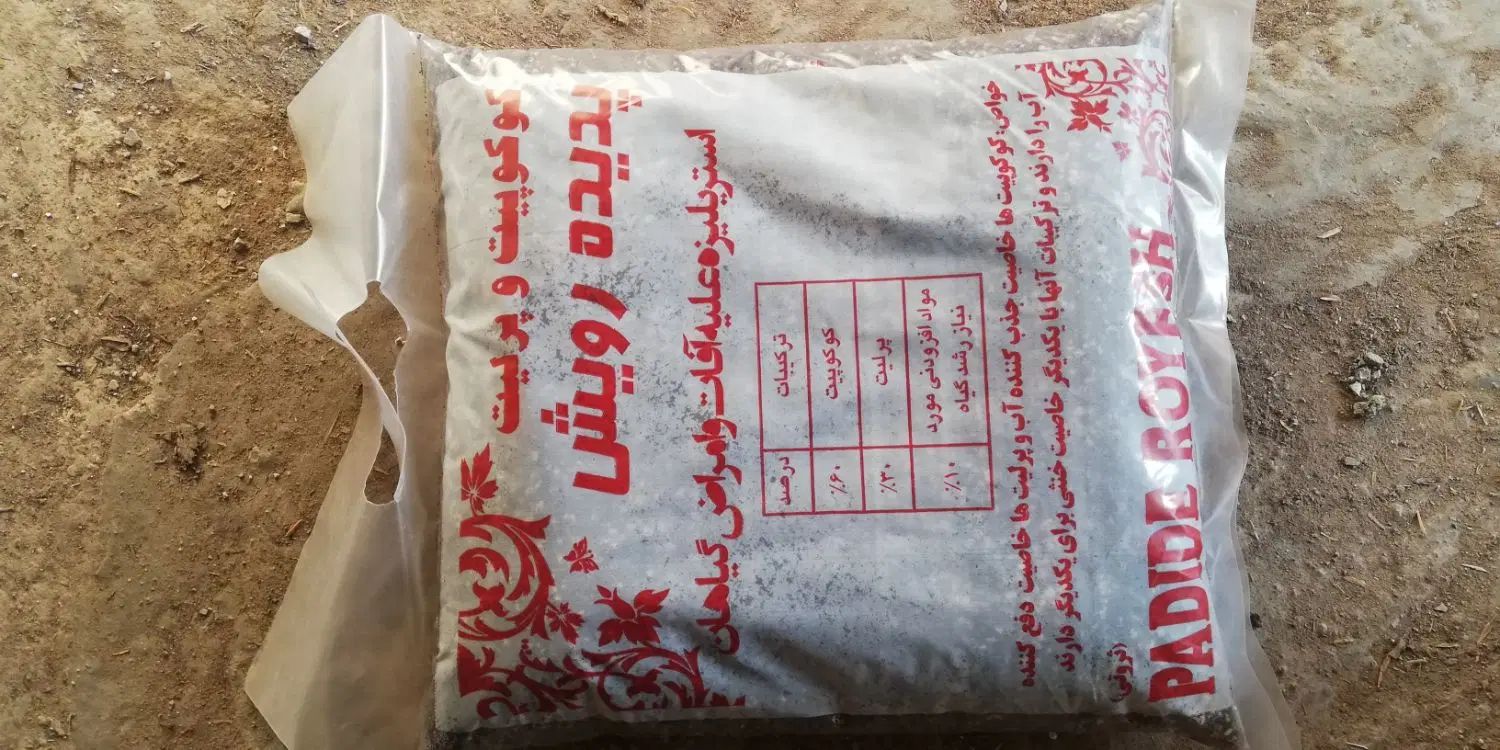 کوکوپیت و پرلیت
پدیده رویش
استریلیزه علیه آفات و امراض گیاهان
ترکیبات درصد
کوکوپیت ٪۶۰
پرلیت ٪۳۰
مواد افزودنی مورد
نیاز رشد گیاه ٪۱۰
خواص: کوکوپیت ها خاصیت جذب کننده آب و پرلیت ها خاصیت دفع کننده
آب را دارند و ترکیبات آنها با یکدیگر خاصیت خنثی برای یکدیگر دارند
PADIDE ROYESH